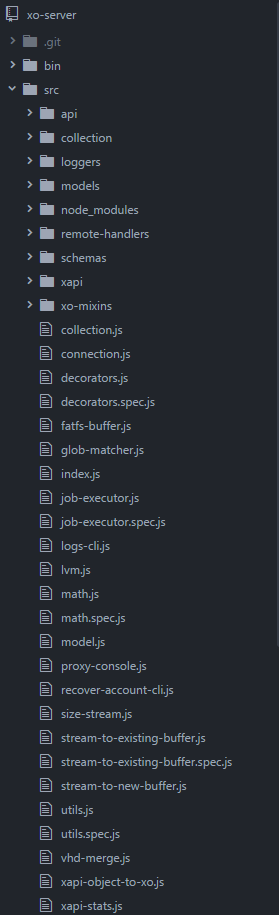 xo-server
.git
bin
src
api
collection
loggers
models
node_modules
remote-handlers
schemas
xapi
xo-mixins
collection.js
connection.js
decorators.js
decorators.spec.js
fatfs-buffer.js
glob-matcher.js
index.js
job-executor.js
job-executor.spec.js
logs-cli.js
lvm.js
math.js
math.spec.js
model.js
proxy-console.js
recover-account-cli.js
size-stream.js
stream-to-existing-buffer.js
stream-to-existing-buffer.spec.js
stream-to-new-buffer.js
utils.js
utils.spec.js
vhd-merge.js
xapi-object-to-xo.js
xapi-stats.js